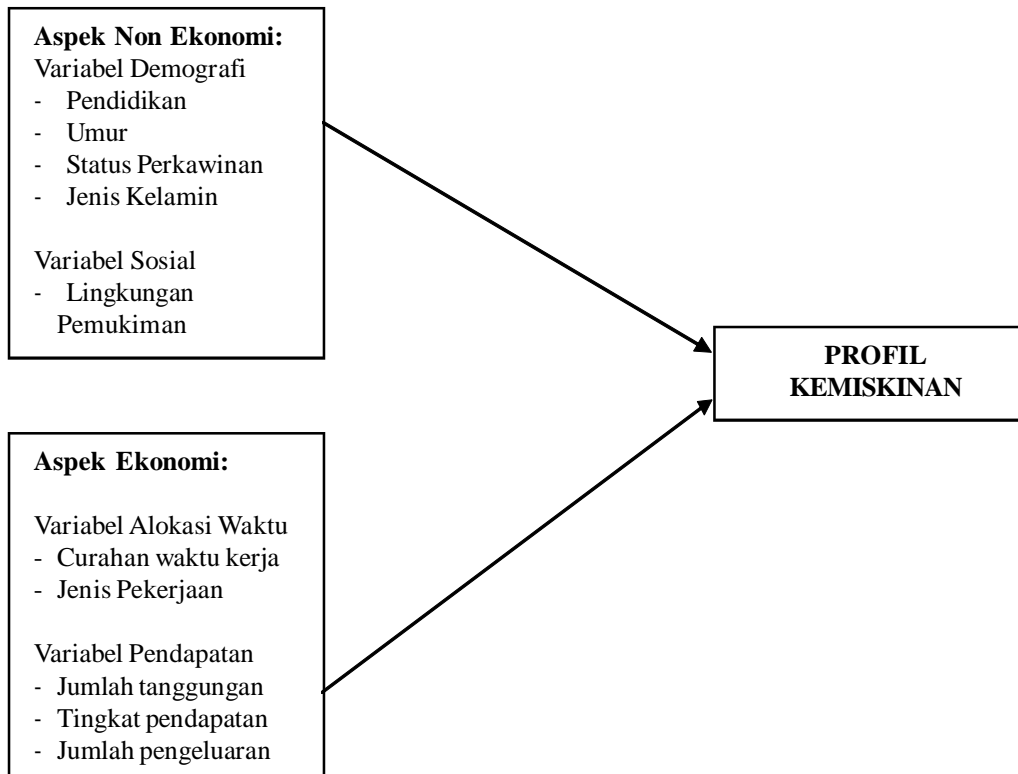 Aspek Non Ekonomi:
Variabel Demografi
- Pendidikan
- Umur
- Status Perkawinan
- Jenis Kelamin
Variabel Sosial
- Lingkungan
Pemukiman
PROFIL
KEMISKINAN
Aspek Ekonomi:
Variabel Alokasi Waktu
- Curahan waktu kerja
- Jenis Pekerjaan
Variabel Pendapatan
- Jumlah tanggungan
- Tingkat pendapatan
- Jumlah pengeluaran